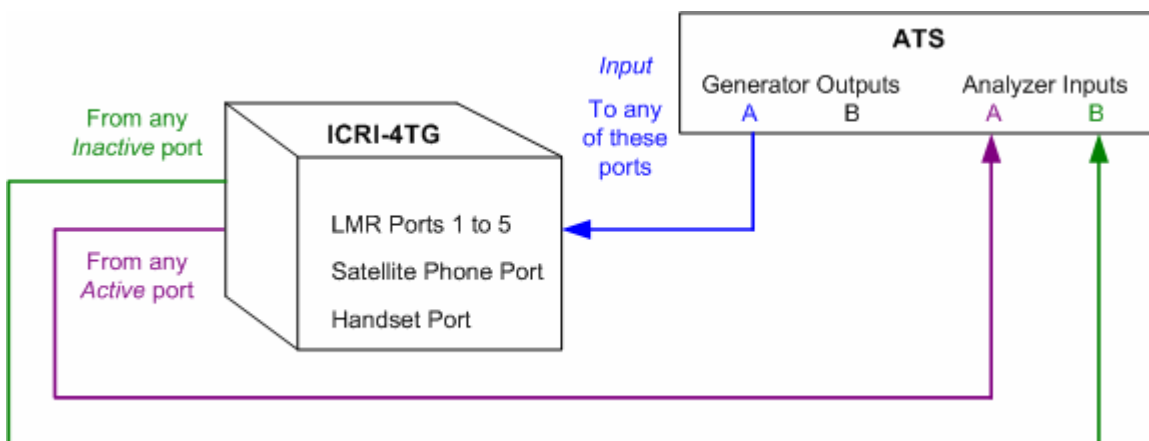 ATS
Generator Outputs
A
B
Analyzer Inputs
A
B
Input
To any
of these
ports
From any
Inactive port
From any
Active port
ICRI-4TG
LMR Ports 1 to 5
Satellite Phone Port
Handset Port